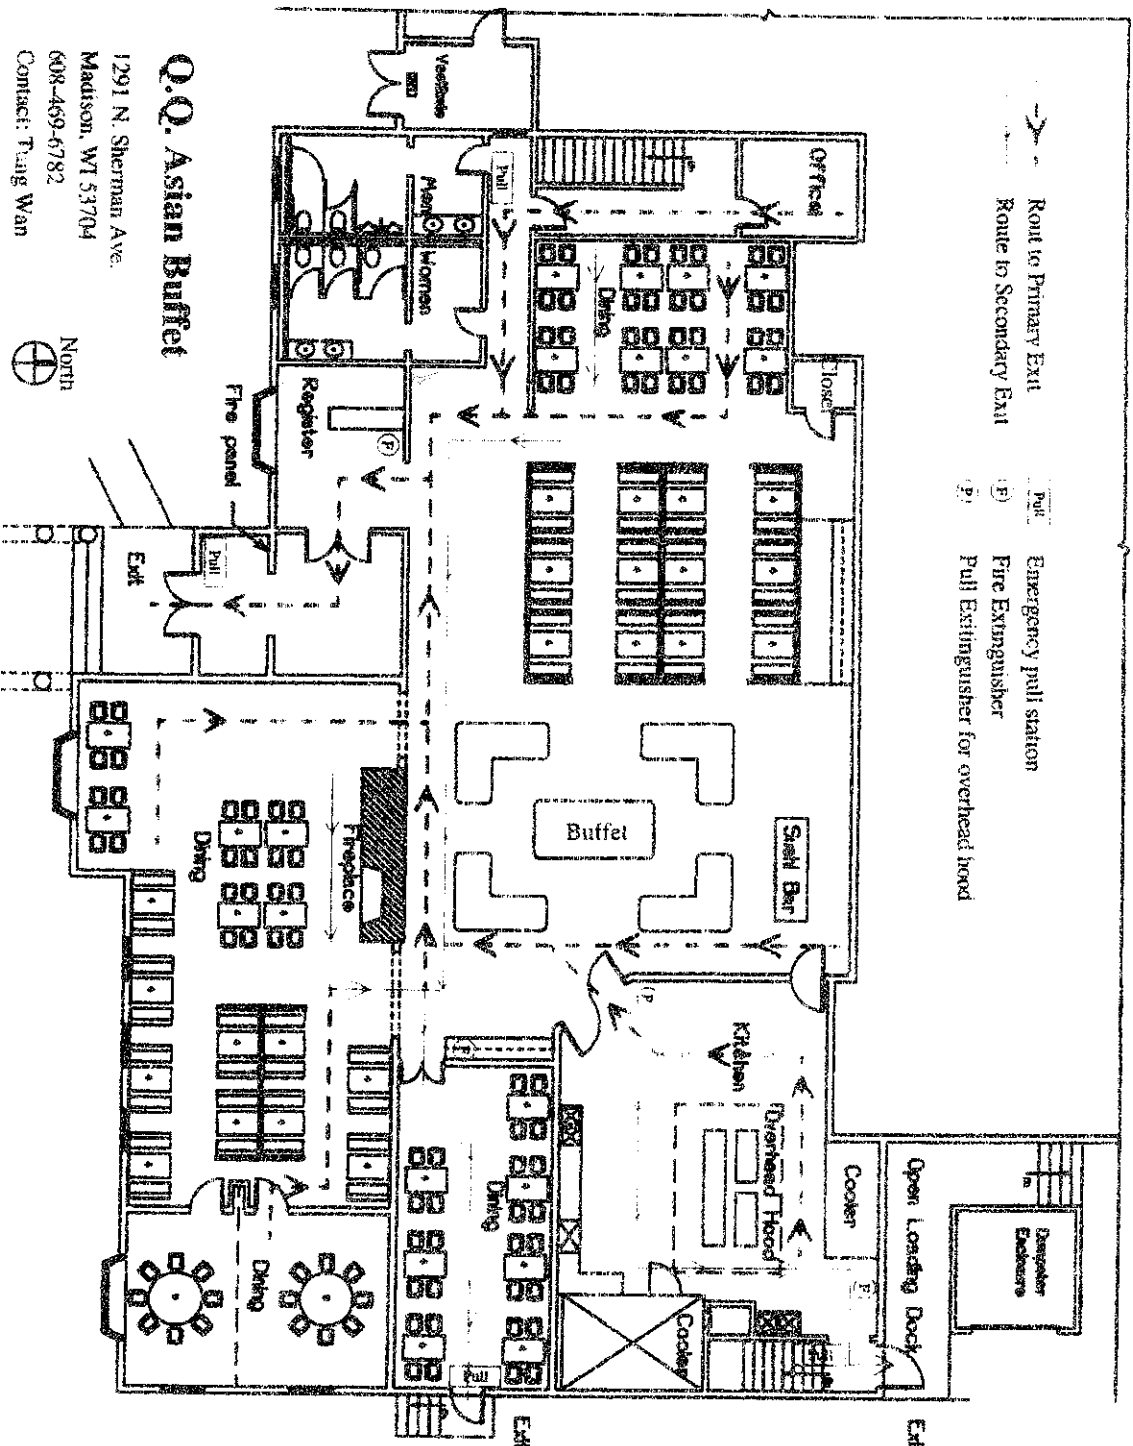 Rout to Primary Exit
Route to Secondary Exit
Pull
Emergency pull station
F
Fire Extinguisher
P
Pull Exitinguisher for overhead hood
Vestibule
Office
Pull
Men
Women
Dining
Closet
Register
F
Fire panel
Pull
Exit
Buffet
Sushi Bar
Fireplace
Dining
F
P
Kitchen
Overhead Hood
Cooler
Open Loading Dock
Dumpster
Enclosure
F
Cooler
Dining
Dining
Pull
Exit
Exit
Q.Q. Asian Buffet
1291 N. Sherman Ave.
Madison, WI 53704
608-469-6782
Contact: Tung Wan
North